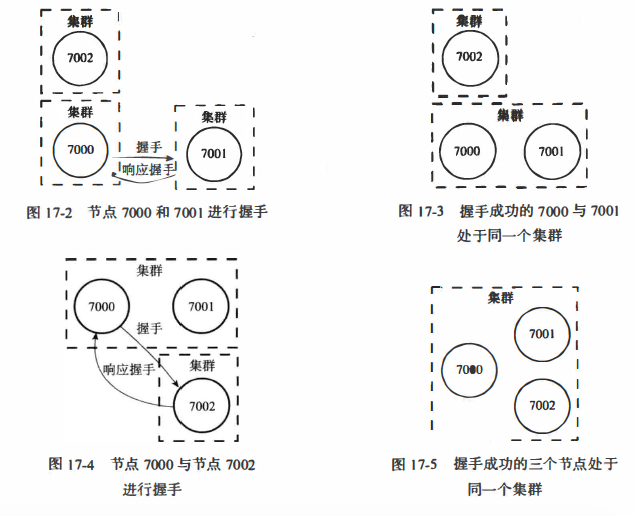 集群
7002
集群
7000
握手
响应握手
集群
7001
图 17-2 节点 7000 和 7001 进行握手
集群
7002
集群
7000
7001
图 17-3 握手成功的 7000 与 7001
处于同一个集群
集群
7000
7001
握手
响应握手
集群
7002
图 17-4 节点 7000 与节点 7002
进行握手
集群
7001
7000
7002
图 17-5 握手成功的三个节点处于
同一个集群